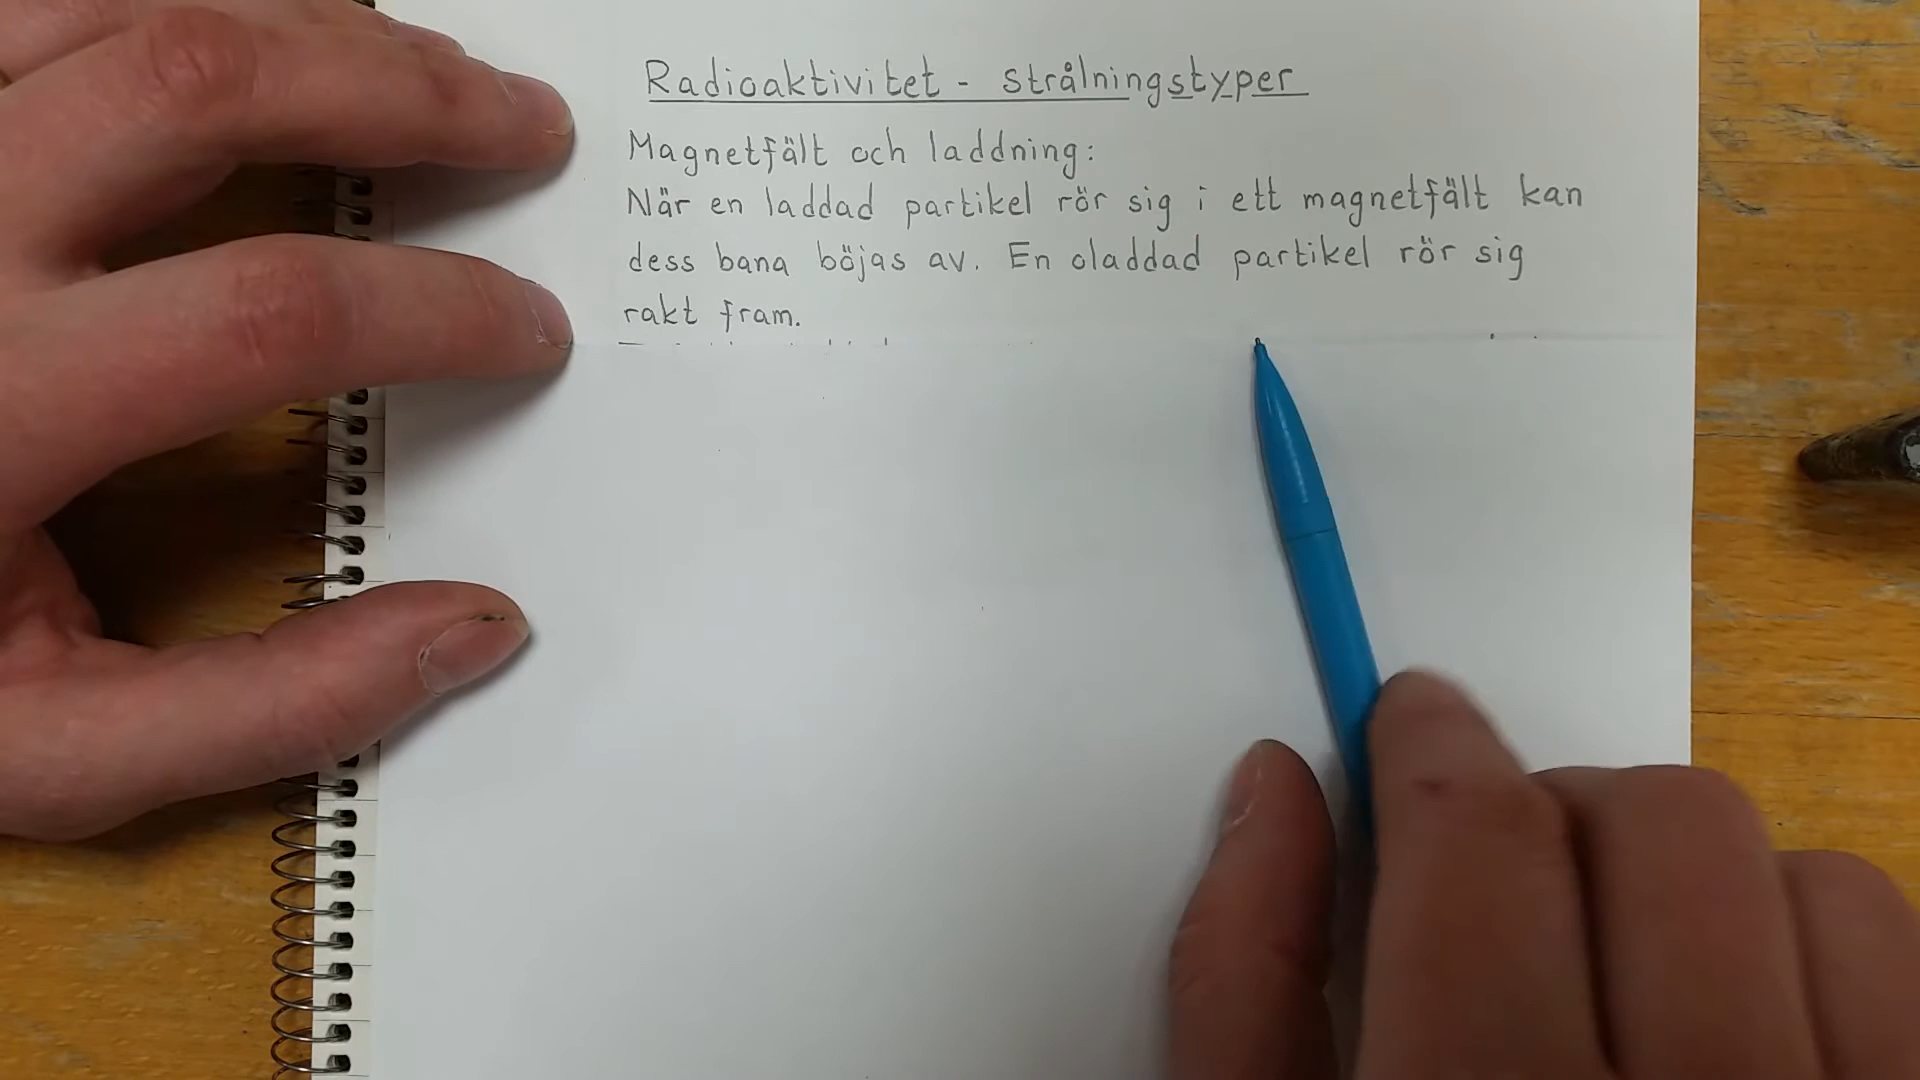 Radioaktivitet - strålningstyper
Magnetfält och laddning:
När en laddad partikel rör sig i ett magnetfält kan
dess bana böjas av. En oladdad partikel rör sig
rakt fram.